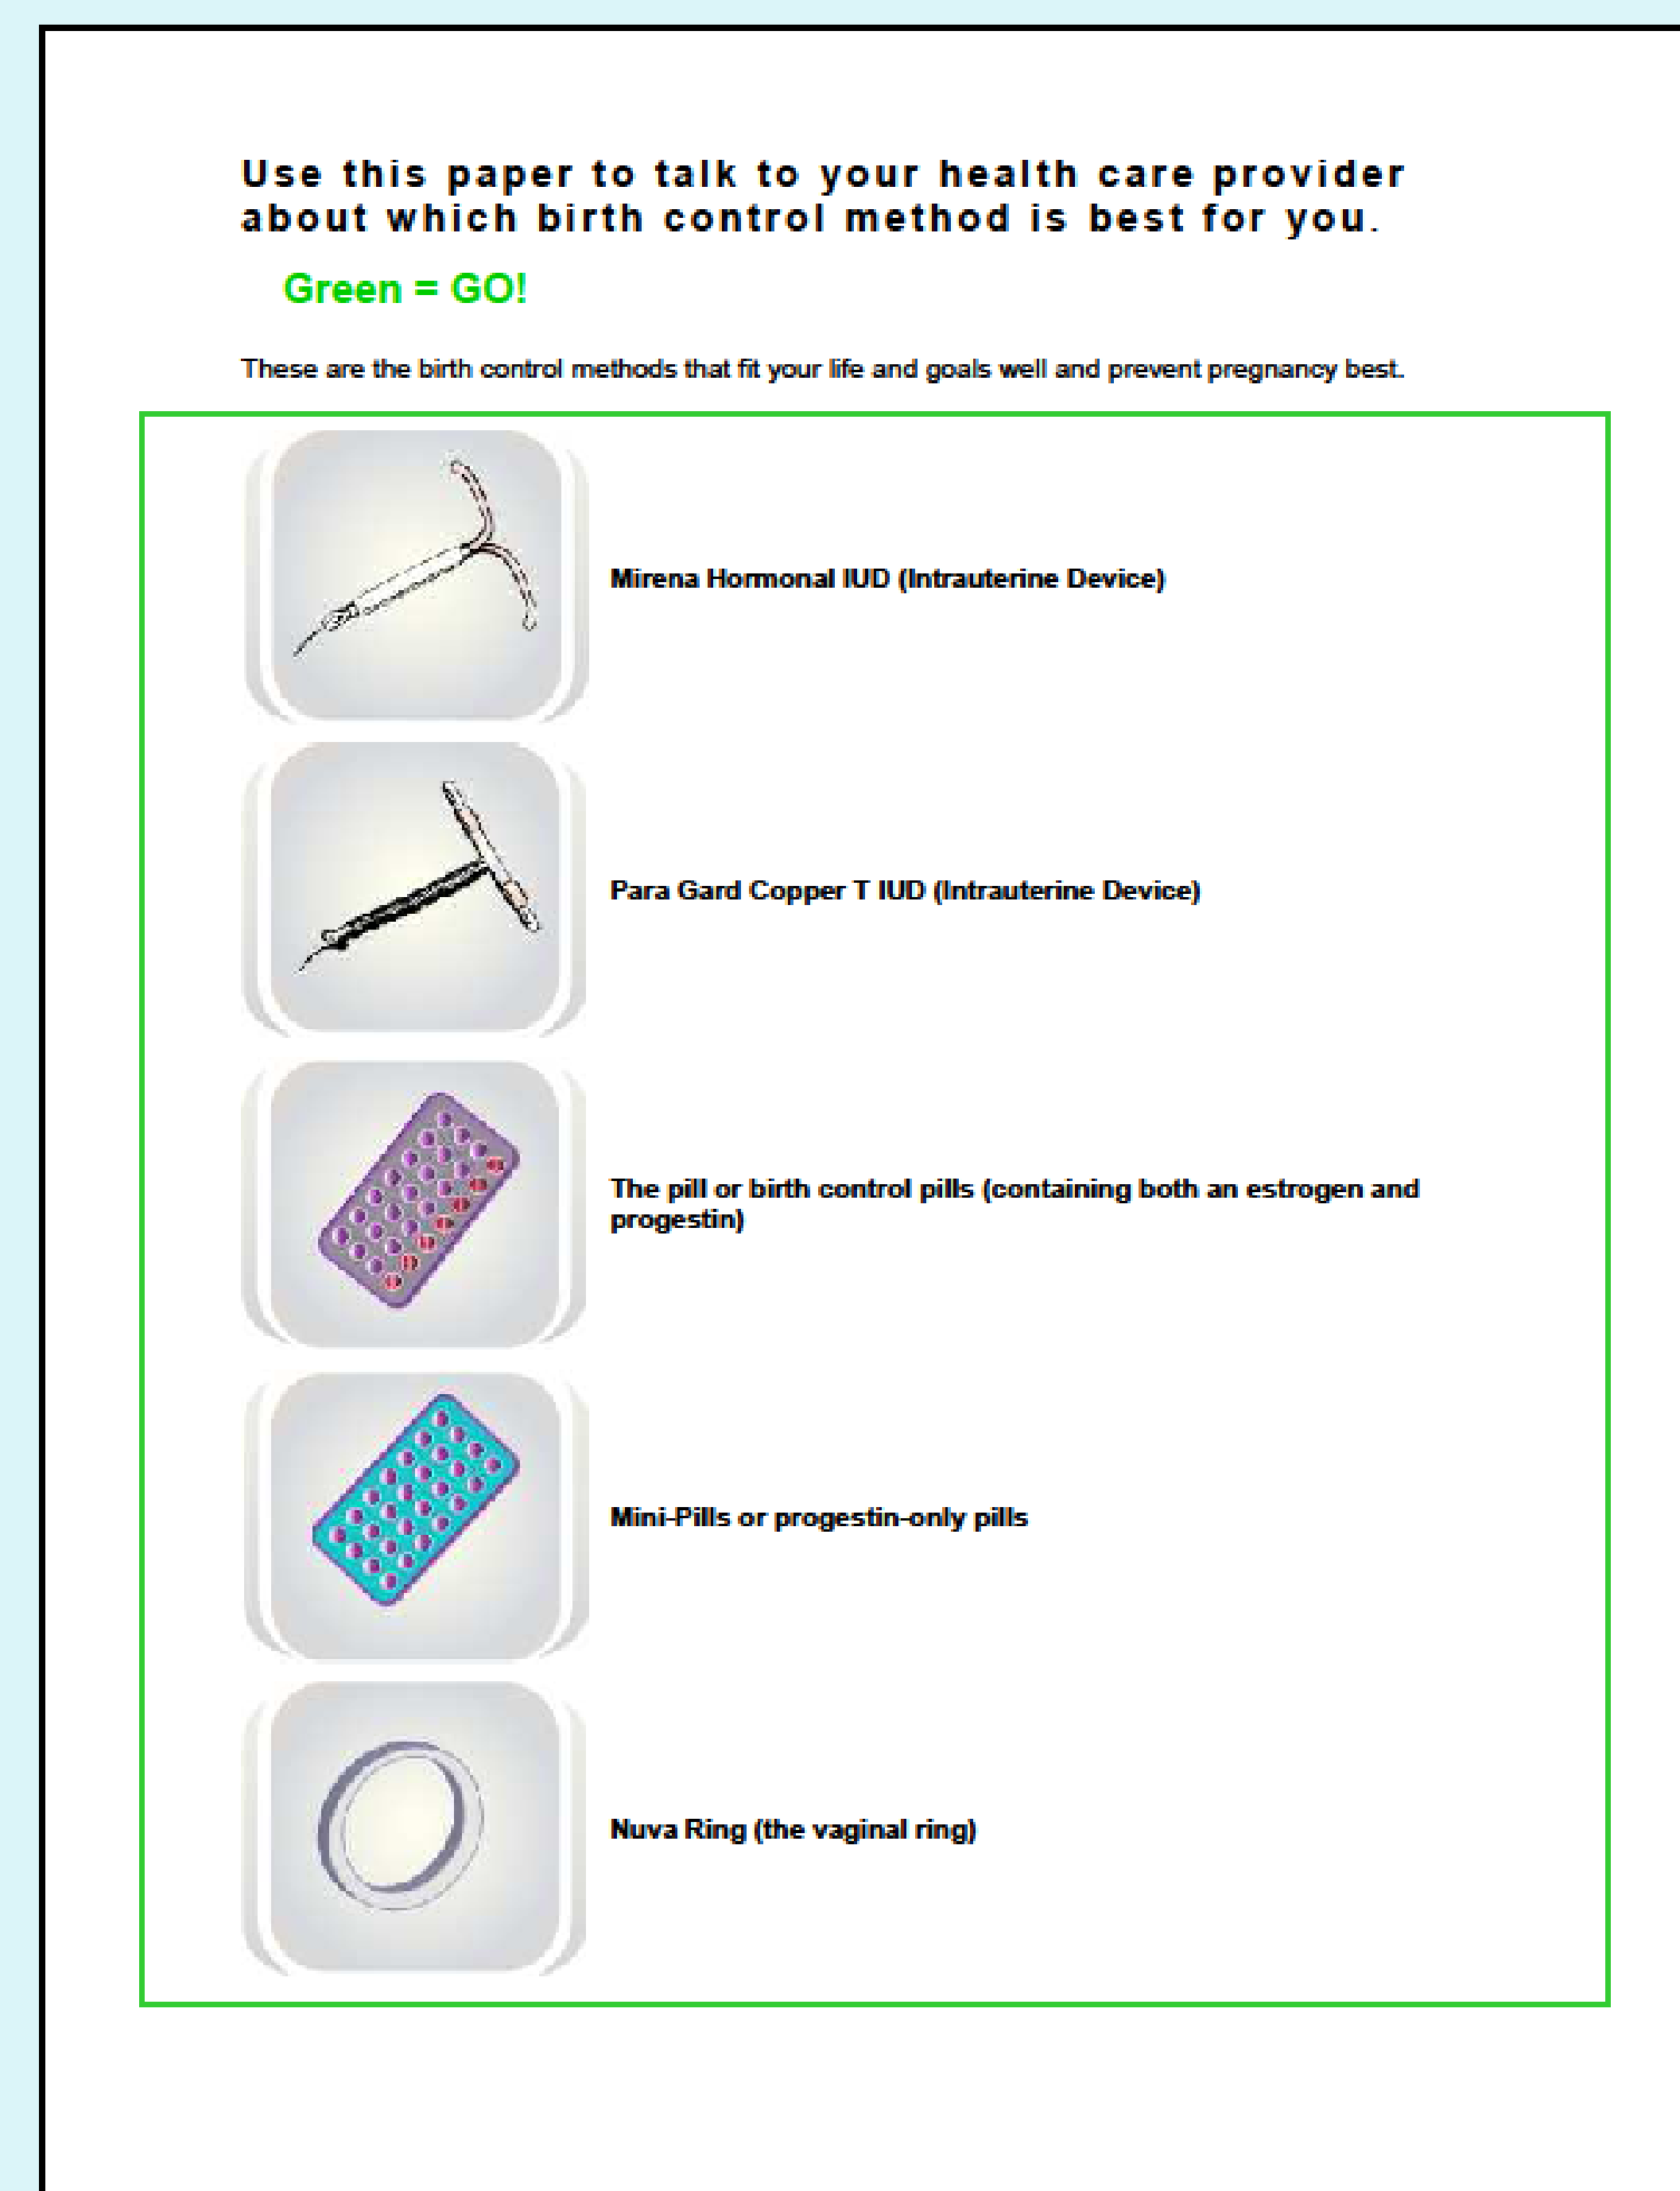 Use this paper to talk to your health care provider
about which birth control method is best for you.
Green = GO!
These are the birth control methods that fit your life and goals well and prevent pregnancy best.
Mirena Hormonal IUD (Intrauterine Device)
Para Gard Copper T IUD (Intrauterine Device)
The pill or birth control pills (containing both an estrogen and
progestin)
Mini-Pills or progestin-only pills
Nuva Ring (the vaginal ring)